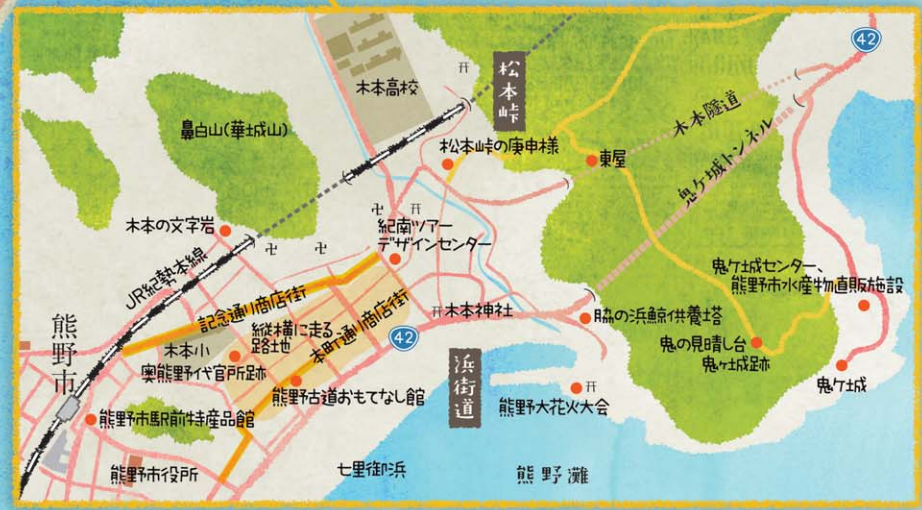 42
松本峠
木本高校
木本隧道
鼻白山(華城山)
松本峠の庚申様
東屋
鬼ケ城トンネル
木本の文字岩
紀南ツアー
デザインセンター
JR紀勢本線
鬼ケ城センター、
熊野市水産物直販施設
記念通り商店街
本町通り商店街
木本神社
脇の浜鯨供養塔
熊野市
縦横に走る
路地
42
木本小
奥熊野代官所跡
鬼の見晴し台
鬼ケ城跡
浜街道
鬼ケ城
熊野古道おもてなし館
熊野大花火大会
熊野市駅前特産品館
熊野市役所
七里御浜
熊野灘